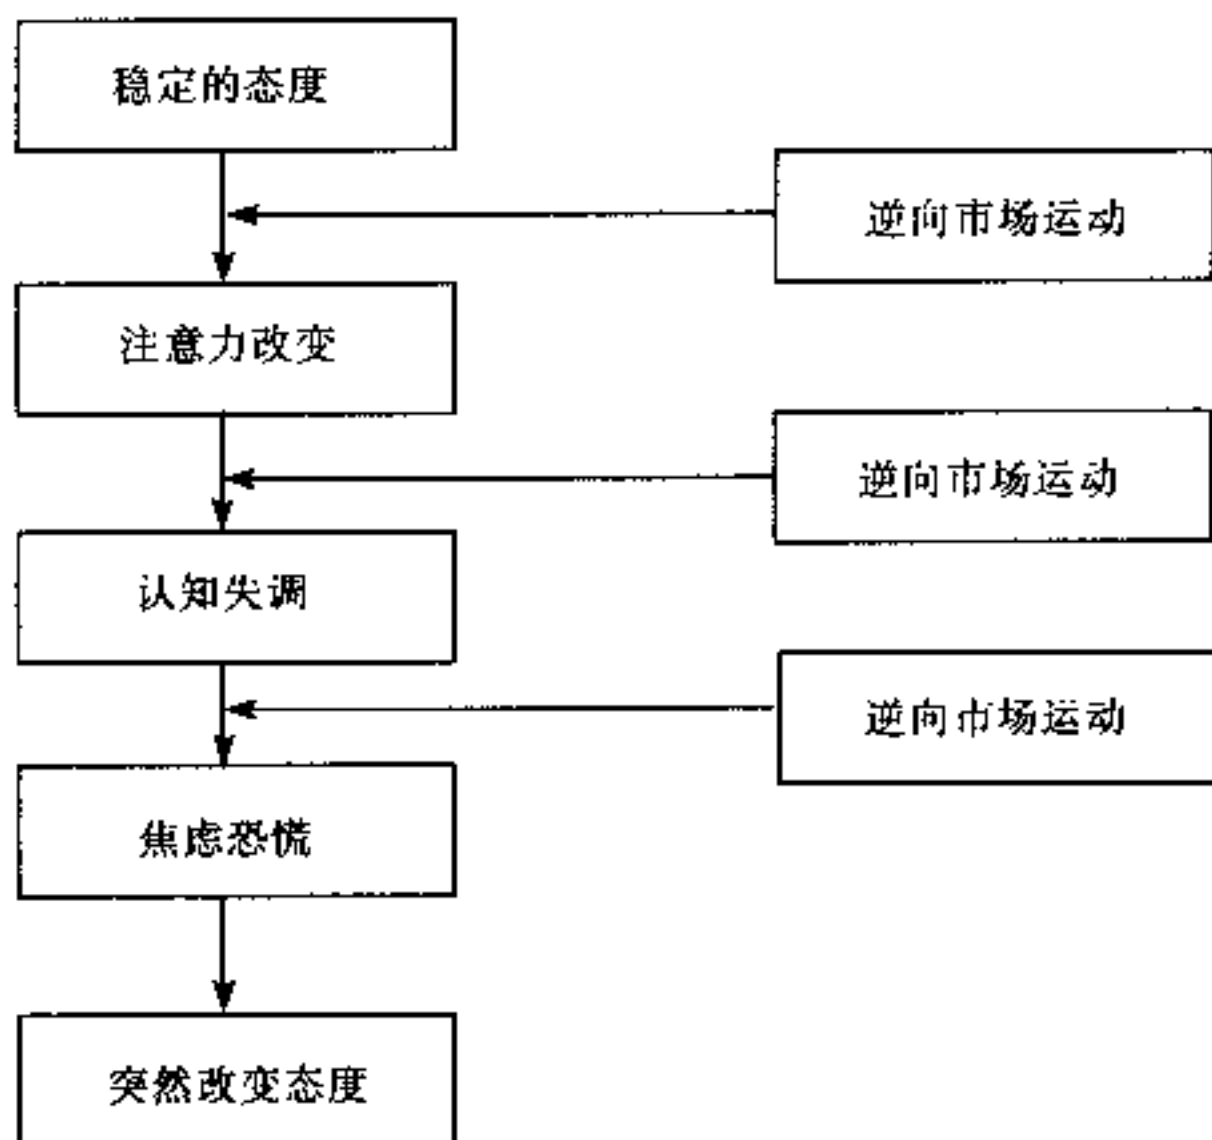 稳定的态度
逆向市场运动
注意力改变
逆向市场运动
认知失调
逆向市场运动
焦虑恐慌
突然改变态度